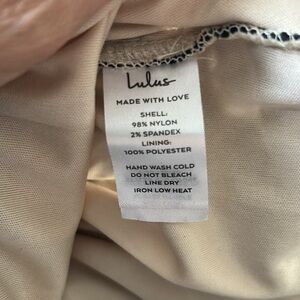 Lulus
MADE WITH LOVE
SHELL:
98% NYLON
2% SPANDEX
LINING:
100% POLYESTER
HAND WASH COLD
DO NOT BLEACH
LINE DRY
IRON LOW HEAT